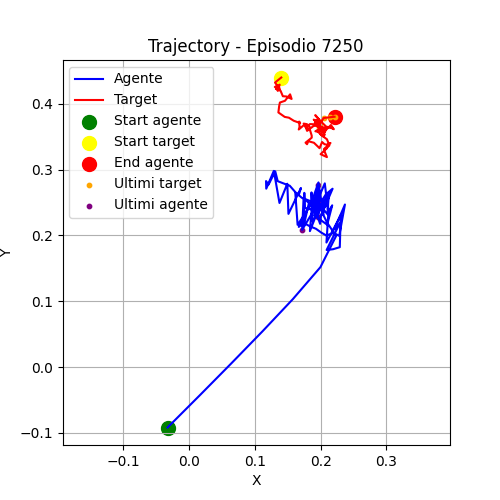 Trajectory - Episodio 7250
Agente
Target
Start agente
Start target
End agente
Ultimi target
Ultimi agente
0.4
0.3
0.2
0.1
0.0
−0.1
Y
−0.1
0.0
0.1
0.2
0.3
X